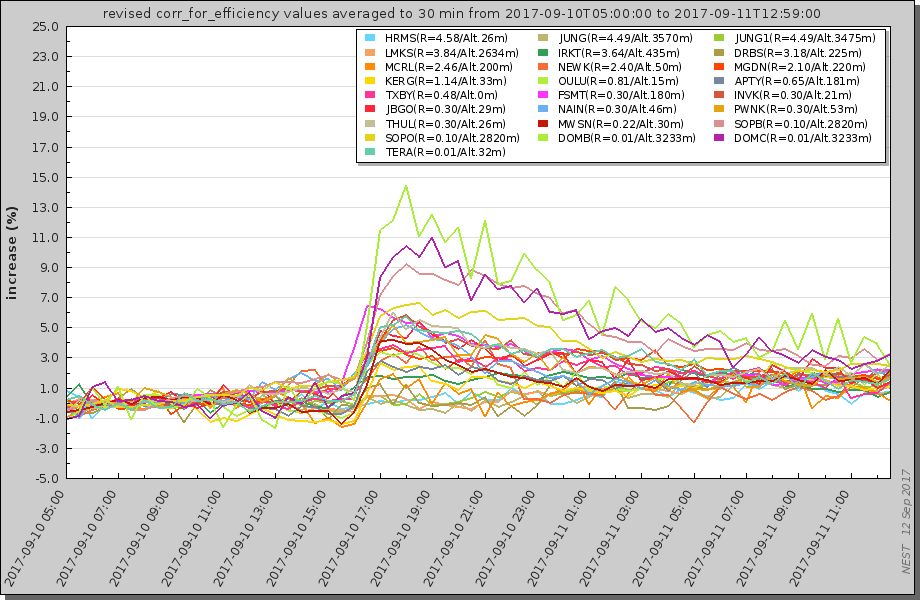 revised corr_for_efficiency values averaged to 30 min from 2017-09-10T05:00:00 to 2017-09-11T12:59:00
HRMS(R=4.58/Alt.26m) JUNG(R=4.49/Alt.3570m) JUNG1(R=4.49/Alt.3475m)
LMKS(R=3.84/Alt.2634m) IRKT(R=3.64/Alt.435m) DRBS(R=3.18/Alt.225m)
MCRL(R=2.46/Alt.200m) NEWK(R=2.40/Alt.50m) MGDN(R=2.10/Alt.220m)
KERG(R=1.14/Alt.33m) OULU(R=0.81/Alt.15m) APTY(R=0.65/Alt.181m)
TXBY(R=0.48/Alt.0m) FSMT(R=0.30/Alt.180m) INVK(R=0.30/Alt.21m)
JBGO(R=0.30/Alt.29m) NAIN(R=0.30/Alt.46m) PWNK(R=0.30/Alt.53m)
THUL(R=0.30/Alt.26m) MWSN(R=0.22/Alt.30m) SOPB(R=0.10/Alt.2820m)
SOPO(R=0.10/Alt.2820m) DOMB(R=0.01/Alt.3233m) DOMC(R=0.01/Alt.3233m)
TERA(R=0.01/Alt.32m)
increase (%)
25.0
23.0
21.0
19.0
17.0
15.0
13.0
11.0
9.0
7.0
5.0
3.0
1.0
-1.0
-3.0
-5.0
2017-09-10 05:00
2017-09-10 07:00
2017-09-10 09:00
2017-09-10 11:00
2017-09-10 13:00
2017-09-10 15:00
2017-09-10 17:00
2017-09-10 19:00
2017-09-10 21:00
2017-09-10 23:00
2017-09-11 01:00
2017-09-11 03:00
2017-09-11 05:00
2017-09-11 07:00
2017-09-11 09:00
2017-09-11 11:00
NEST 12 Sep 2017